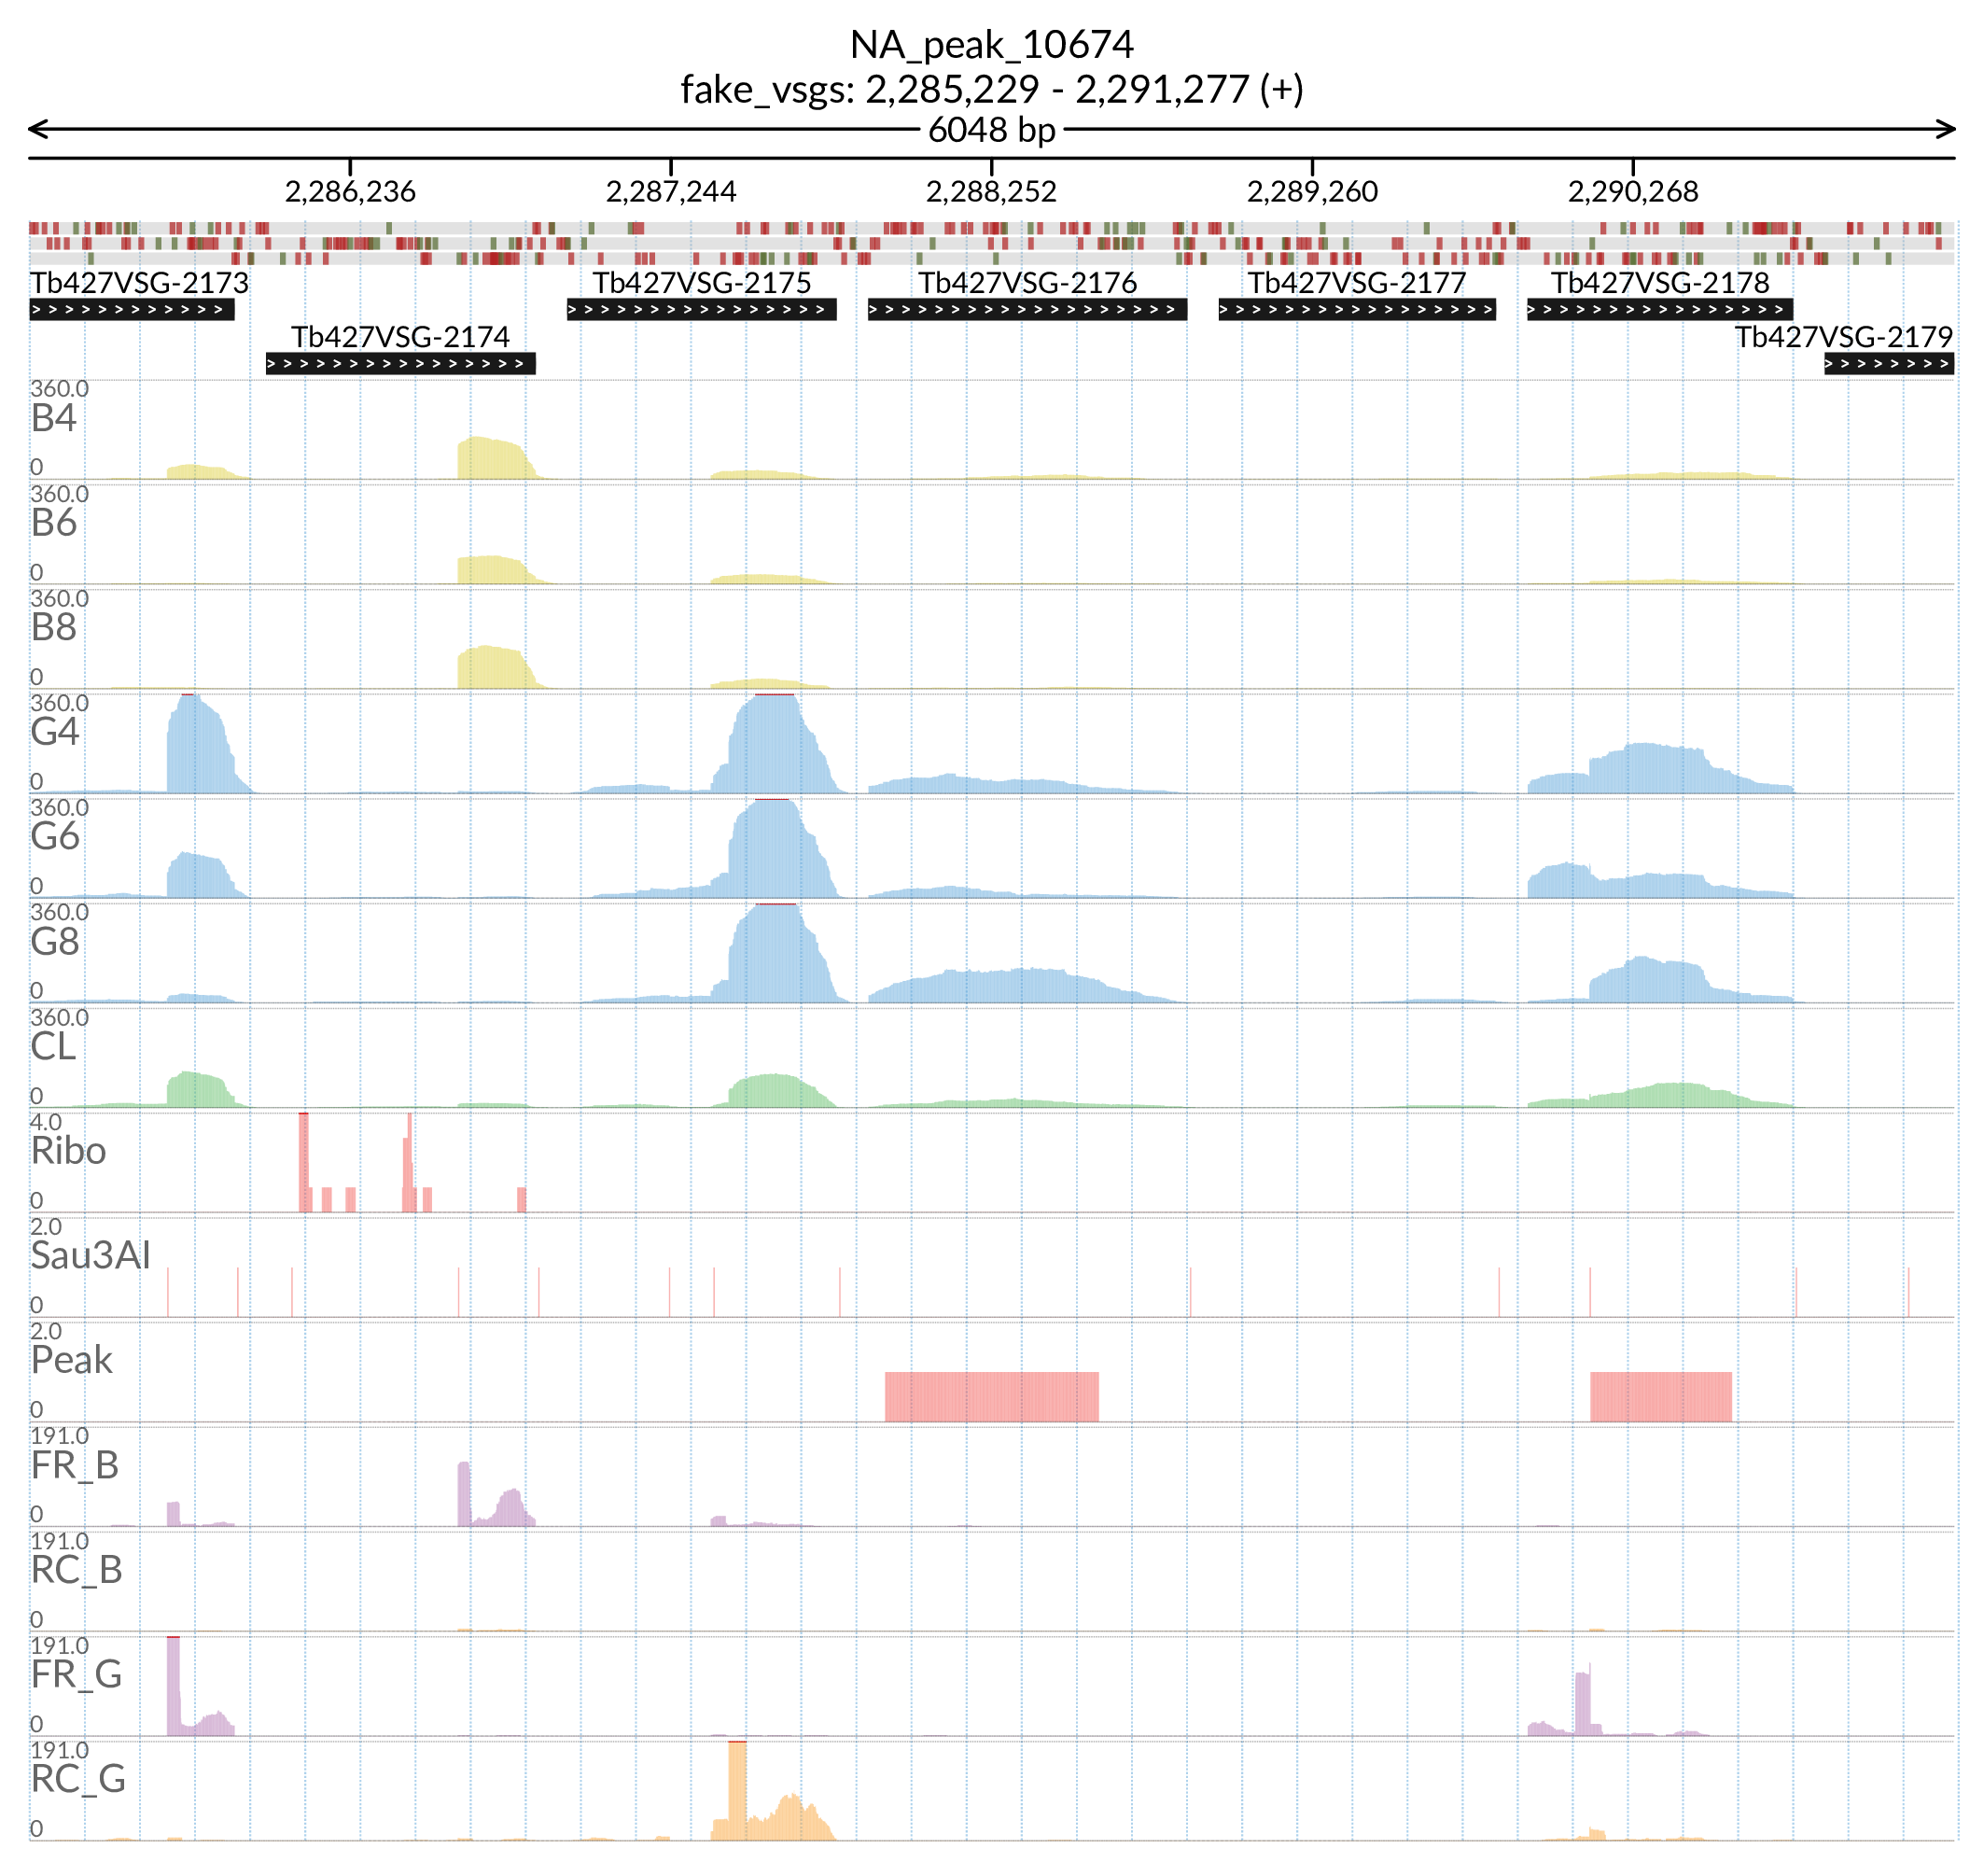 NA_peak_10674
fake_vsgs: 2,285,229 - 2,291,277 (+)
6048 bp
2,286,236 2,287,244 2,288,252 2,289,260 2,290,268
Tb427VSG-2173 Tb427VSG-2175 Tb427VSG-2176 Tb427VSG-2177 Tb427VSG-2178
Tb427VSG-2174 Tb427VSG-2179
360.0
B4
0
360.0
B6
0
360.0
B8
0
360.0
G4
0
360.0
G6
0
360.0
G8
0
360.0
CL
0
4.0
Ribo
0
2.0
Sau3AI
0
2.0
Peak
0
191.0
FR_B
0
191.0
RC_B
0
191.0
FR_G
0
191.0
RC_G
0